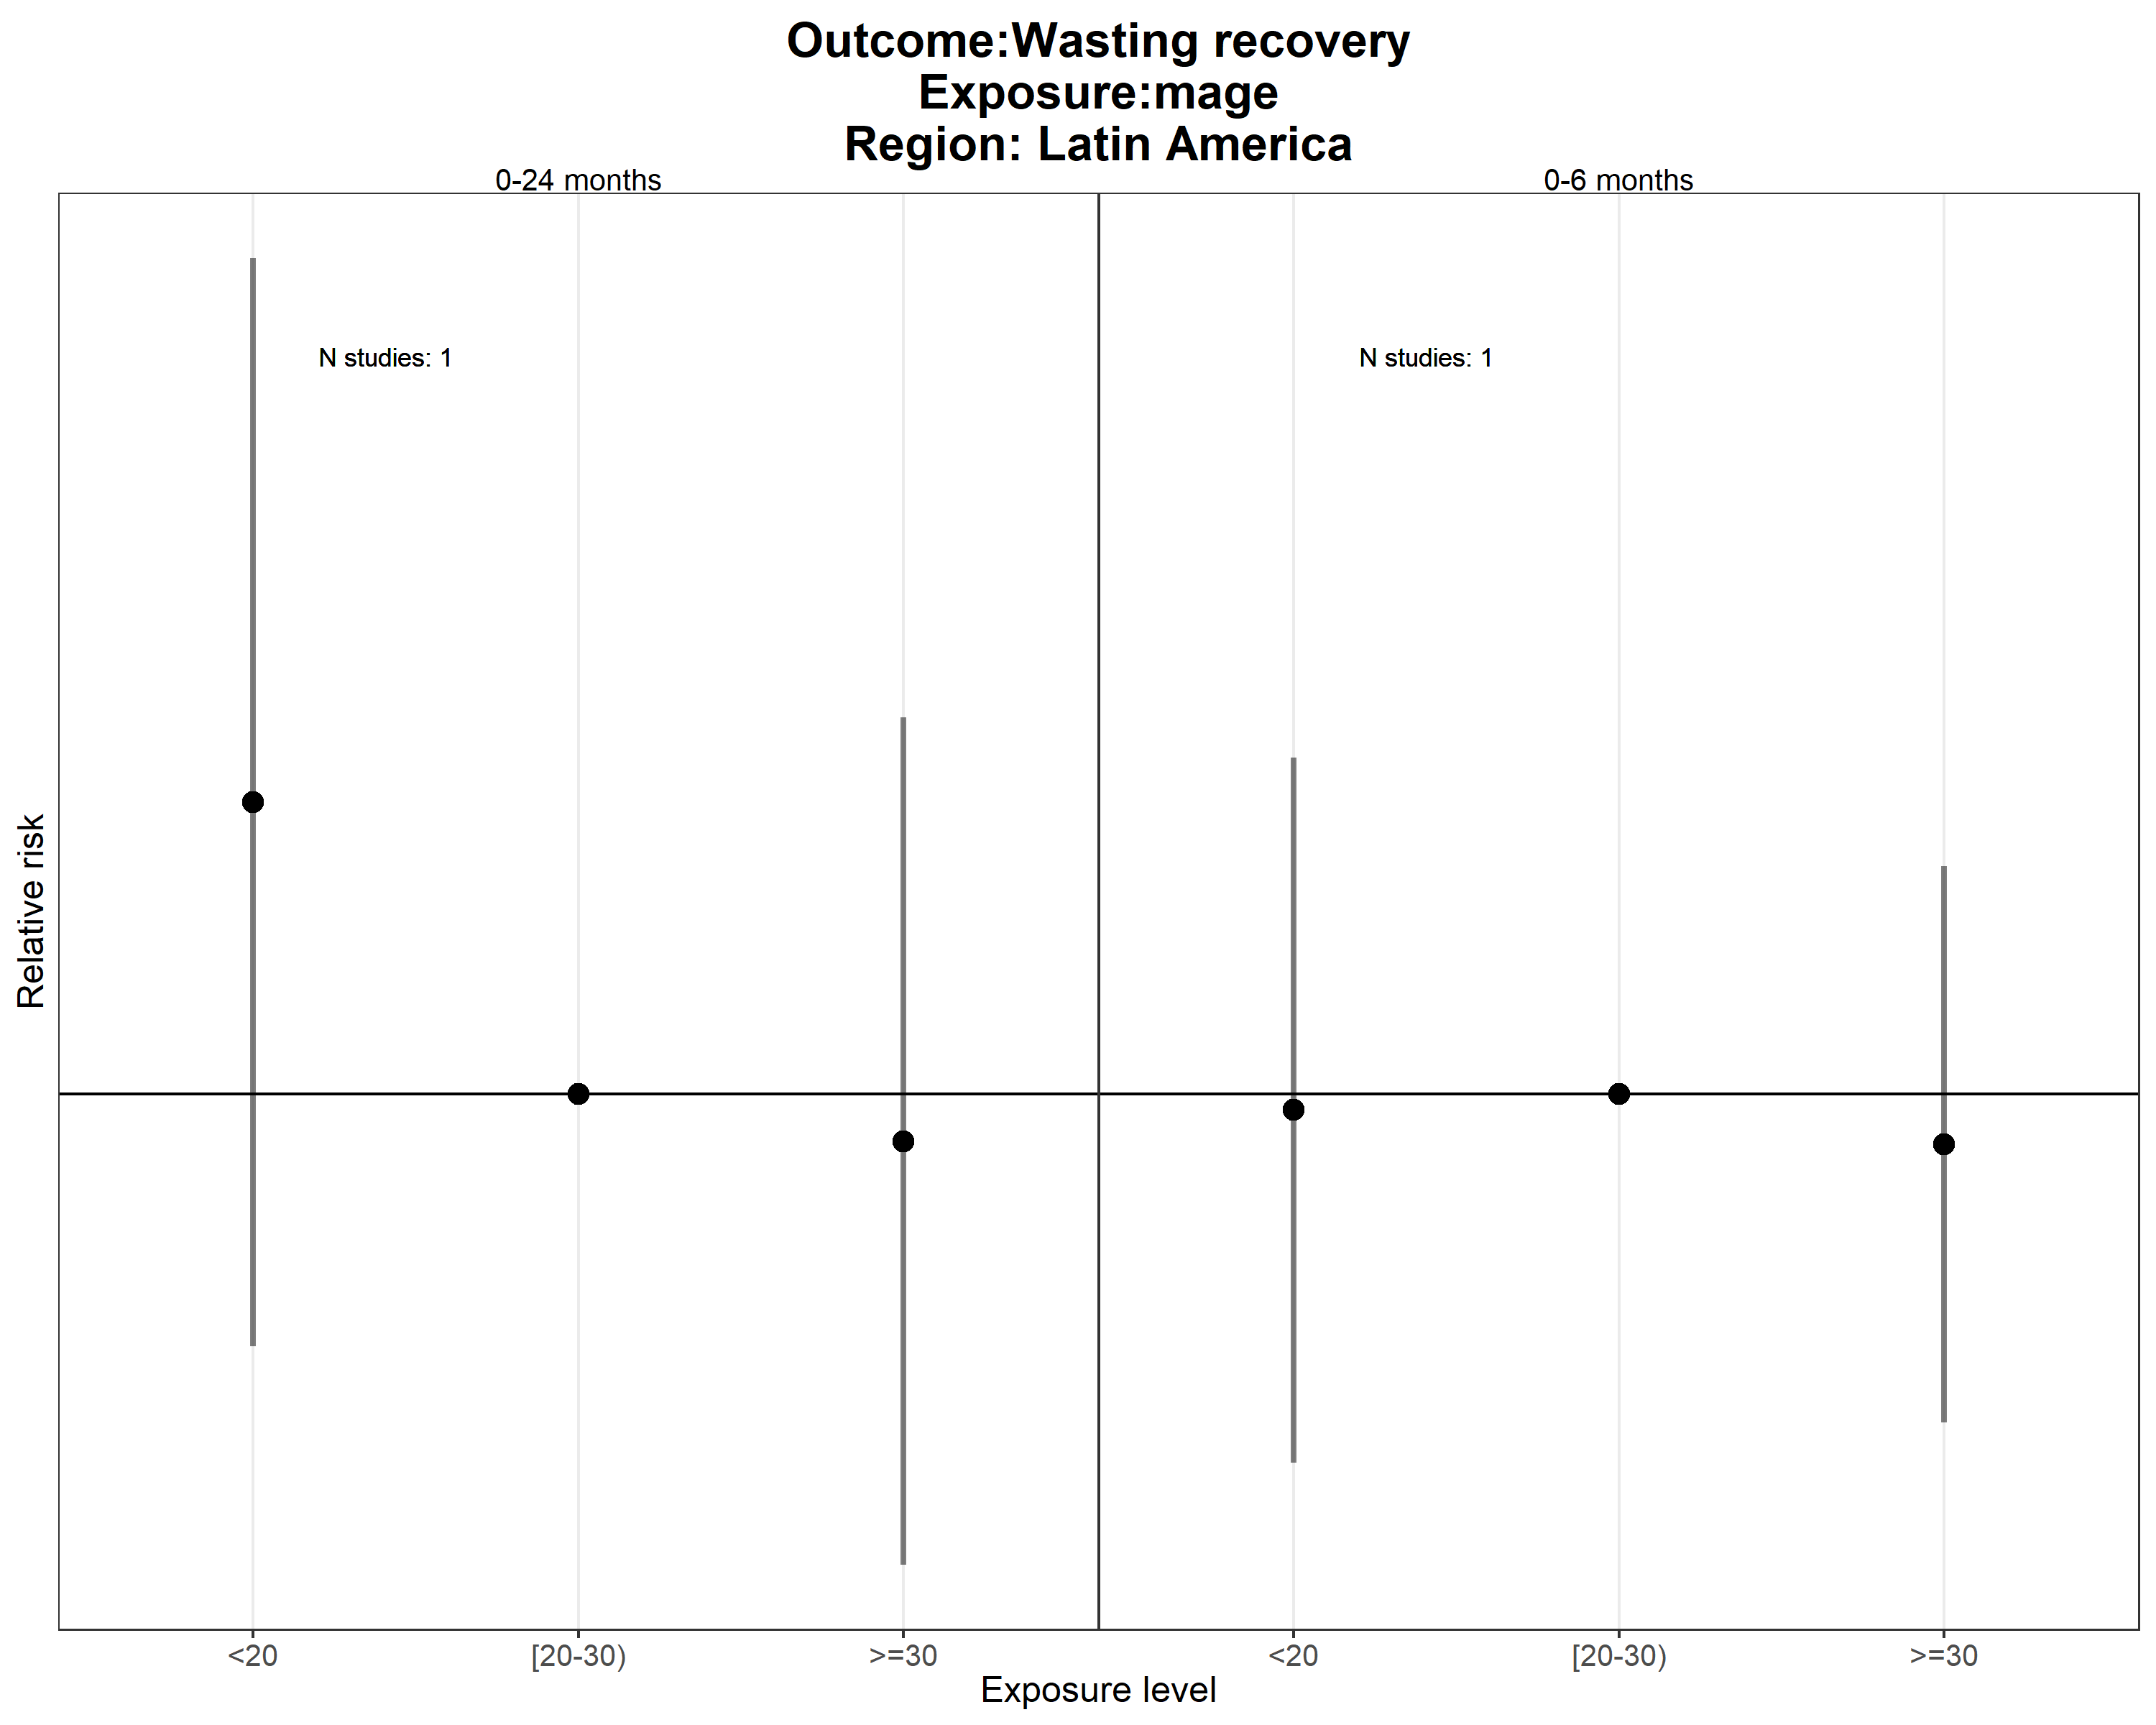 Outcome:Wasting recovery
Exposure:mage
Region: Latin America
0-24 months
0-6 months
N studies: 1
N studies: 1
Relative risk
<20
[20-30)
>=30
<20
[20-30)
>=30
Exposure level